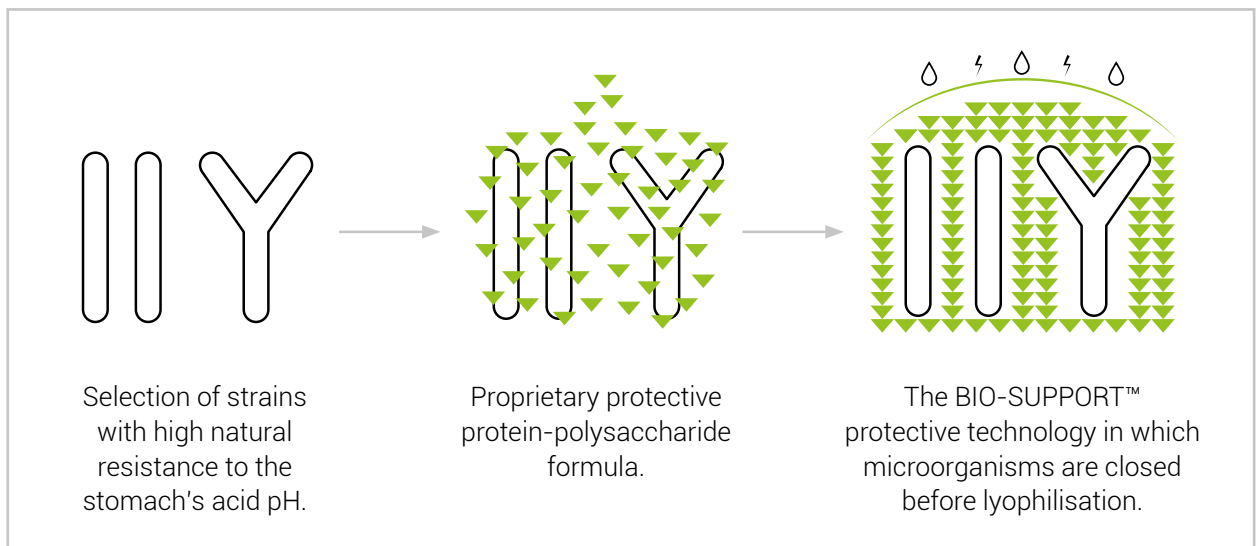 Selection of strains
with high natural
resistance to the
stomach's acid pH.
Proprietary protective
protein-polysaccharide
formula.
The BIO-SUPPORT™
protective technology in which
microorganisms are closed
before lyophilisation.